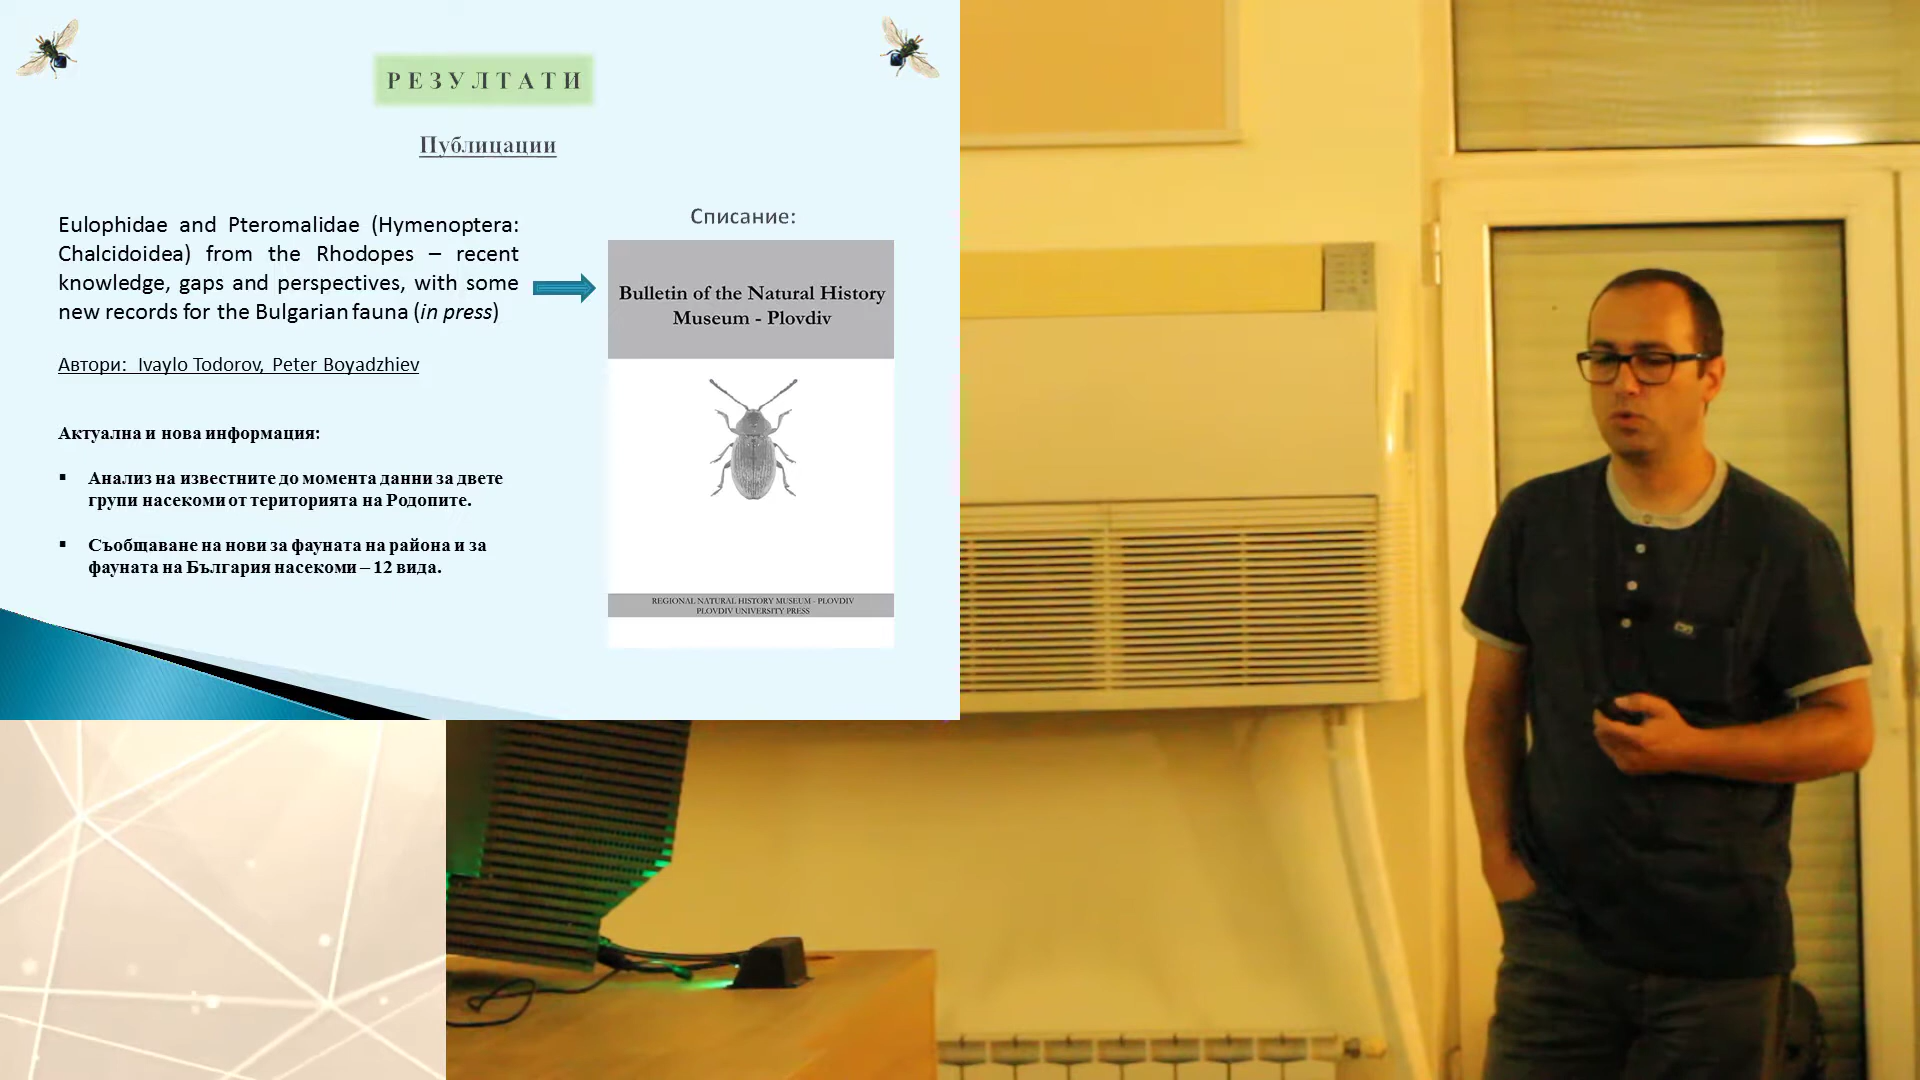 РЕЗУЛТАТИ
Публицации
Eulophidae and Pteromalidae (Hymenoptera:
Chalcidoidea) from the Rhodopes – recent
knowledge, gaps and perspectives, with some
new records for the Bulgarian fauna (in press)
Автори: Ivaylo Todorov, Peter Boyadzhiev
Актуална и нова информация:
▪ Анализ на известните до момента данни за двете
групи насекоми от територията на Родопите.
▪ Съобщаване на нови за фауната на района и за
фауната на България насекоми – 12 вида.
Списание:
Bulletin of the Natural History
Museum - Plovdiv
REGIONAL NATURAL HISTORY MUSEUM - PLOVDIV
PLOVDIV UNIVERSITY PRESS